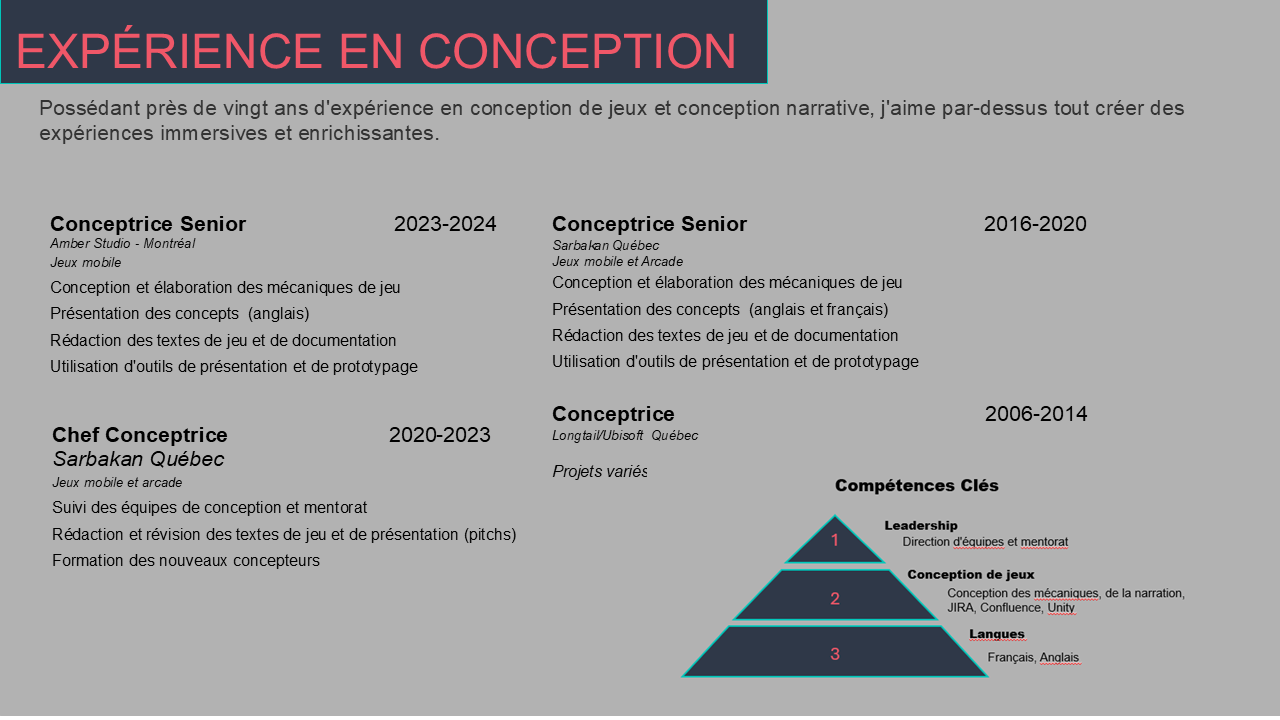 EXPÉRIENCE EN CONCEPTION
Possédant près de vingt ans d'expérience en conception de jeux et conception narrative, j'aime par-dessus tout créer des
expériences immersives et enrichissantes.
Conceptrice Senior 2023-2024
Amber Studio - Montréal
Jeux mobile
Conception et élaboration des mécaniques de jeu
Présentation des concepts (anglais)
Rédaction des textes de jeu et de documentation
Utilisation d'outils de présentation et de prototypage
Chef Conceptrice 2020-2023
Sarbakan Québec
Jeux mobile et arcade
Suivi des équipes de conception et mentorat
Rédaction et révision des textes de jeu et de présentation (pitchs)
Formation des nouveaux concepteurs
Conceptrice Senior 2016-2020
Sarbakan Québec
Jeux mobile et Arcade
Conception et élaboration des mécaniques de jeu
Présentation des concepts (anglais et français)
Rédaction des textes de jeu et de documentation
Utilisation d'outils de présentation et de prototypage
Conceptrice 2006-2014
Longtail/Ubisoft Québec
Projets variés
Compétences Clés
1
Leadership
Direction d'équipes et mentorat
2
Conception de jeux
Conception des mécaniques, de la narration,
JIRA, Confluence, Unity
3
Langues
Français, Anglais